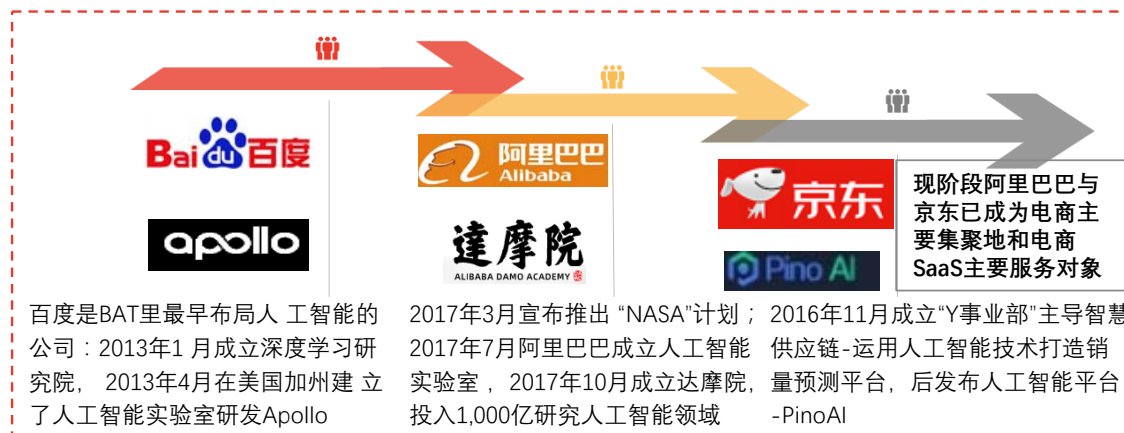 Bai du 百度
apollo
百度是BAT里最早布局人 工智能的
公司：2013年1 月成立深度学习研
究院， 2013年4月在美国加州建 立
了人工智能实验室研发Apollo
阿里巴巴
Alibaba
達摩院
ALIBABA DAMO ACADEMY
2017年3月宣布推出 “NASA”计划；
2017年7月阿里巴巴成立人工智能
实验室 ，2017年10月成立达摩院，
投入1,000亿研究人工智能领域
京东
Pino AI
现阶段阿里巴巴与
京东已成为电商主
要集聚地和电商
SaaS主要服务对象
2016年11月成立“Y事业部”主导智慧
供应链-运用人工智能技术打造销
量预测平台，后发布人工智能平台
-PinoAI